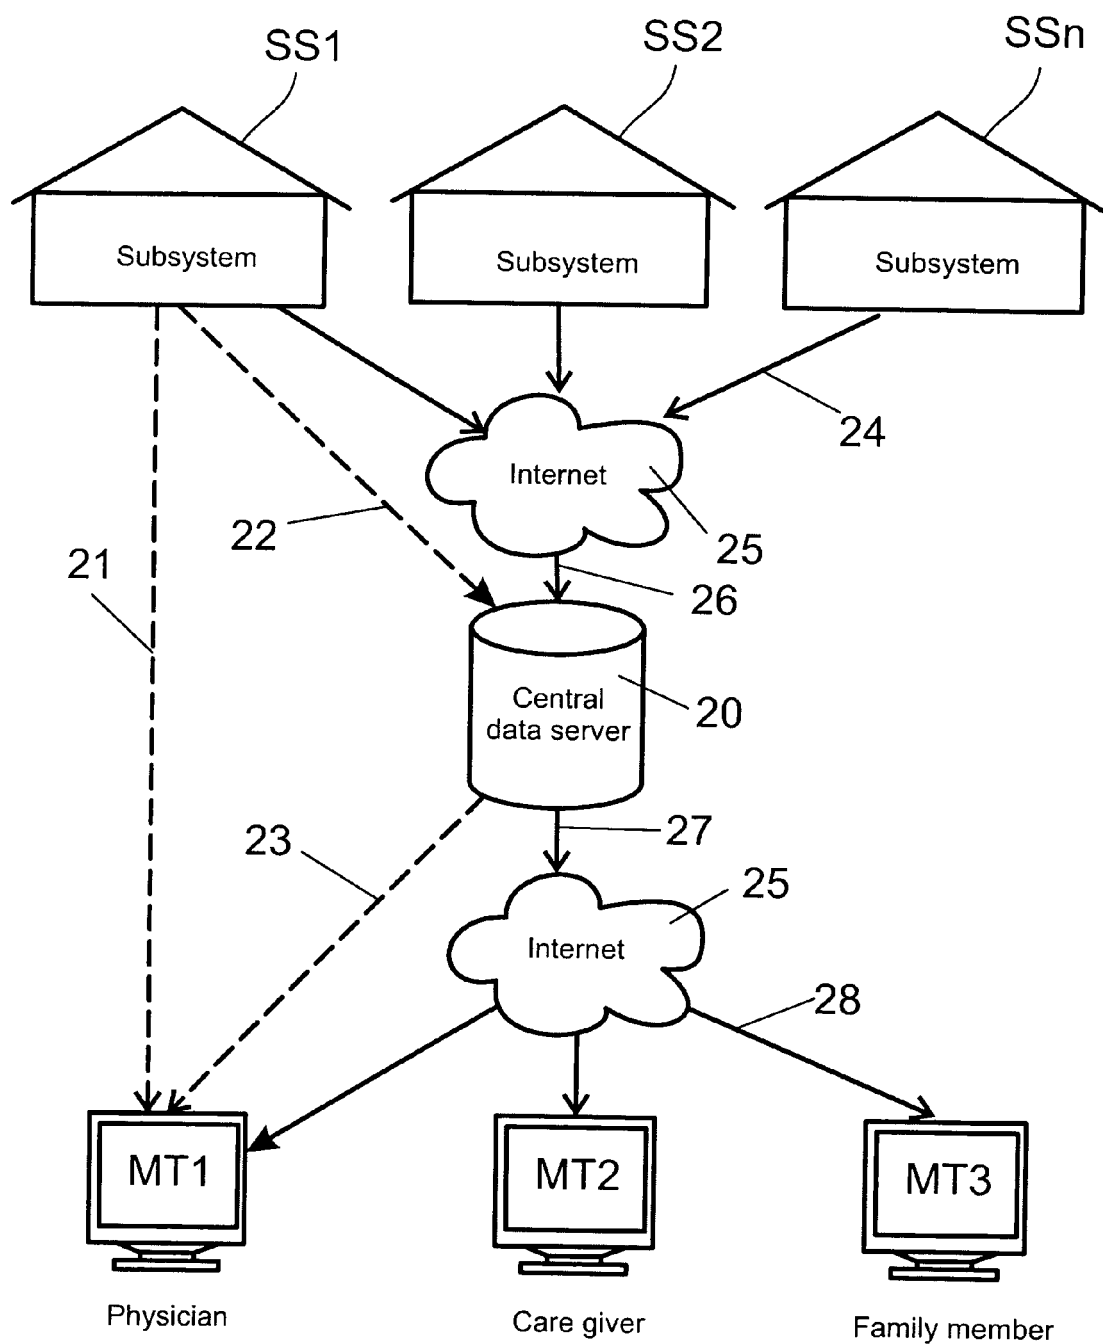 SS1
SS2
SSn
Subsystem
Subsystem
Subsystem
24
Internet
25
22
21
26
Central
data server
20
27
23
25
Internet
28
MT1
MT2
MT3
Physician
Care giver
Family member